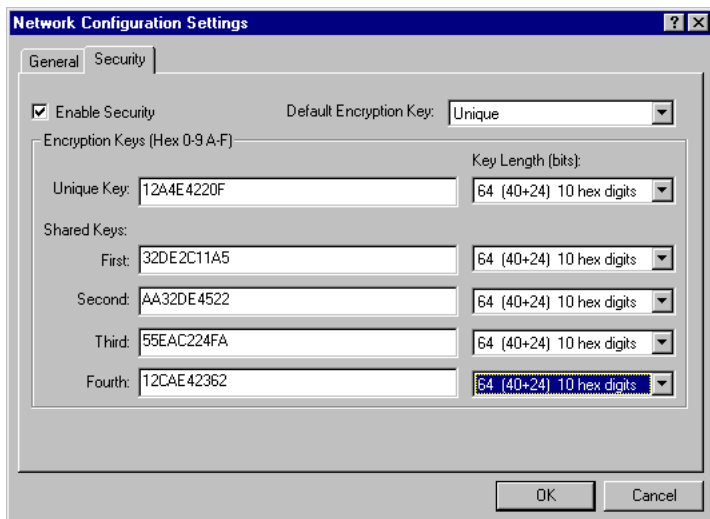 Network Configuration Settings
General Security
Enable Security Default Encryption Key: Unique
Encryption Keys (Hex 0-9 A-F)
Key Length (bits):
Unique Key: 12A4E4220F 64 (40+24) 10 hex digits
Shared Keys:
First: 32DE2C11A5 64 (40+24) 10 hex digits
Second: AA32DE4522 64 (40+24) 10 hex digits
Third: 55EAC224FA 64 (40+24) 10 hex digits
Fourth: 12CAE42362 64 (40+24) 10 hex digits
OK Cancel